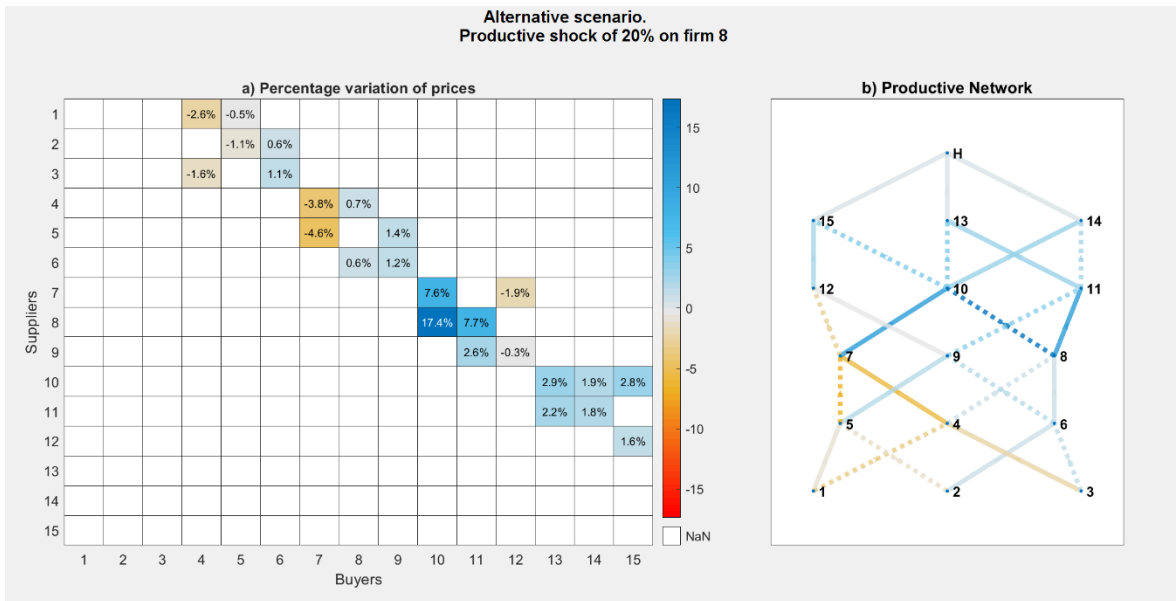 Alternative scenario.
Productive shock of 20% on firm 8
a) Percentage variation of prices
1 -2.6% -0.5%
2 -1.1% 0.6%
3 -1.6% 1.1%
4 -3.8% 0.7%
5 -4.6% 1.4%
6 0.6% 1.2%
7 7.6% -1.9%
8 17.4% 7.7%
9 2.6% -0.3%
10 2.9% 1.9% 2.8%
11 2.2% 1.8%
12 1.6%
13
14
15
Suppliers
1 2 3 4 5 6 7 8 9 10 11 12 13 14 15
Buyers
15
10
5
0
-5
-10
-15
NaN
b) Productive Network
H
15 13 14
12 10 11
7 9 8
5 4 6
1 2 3